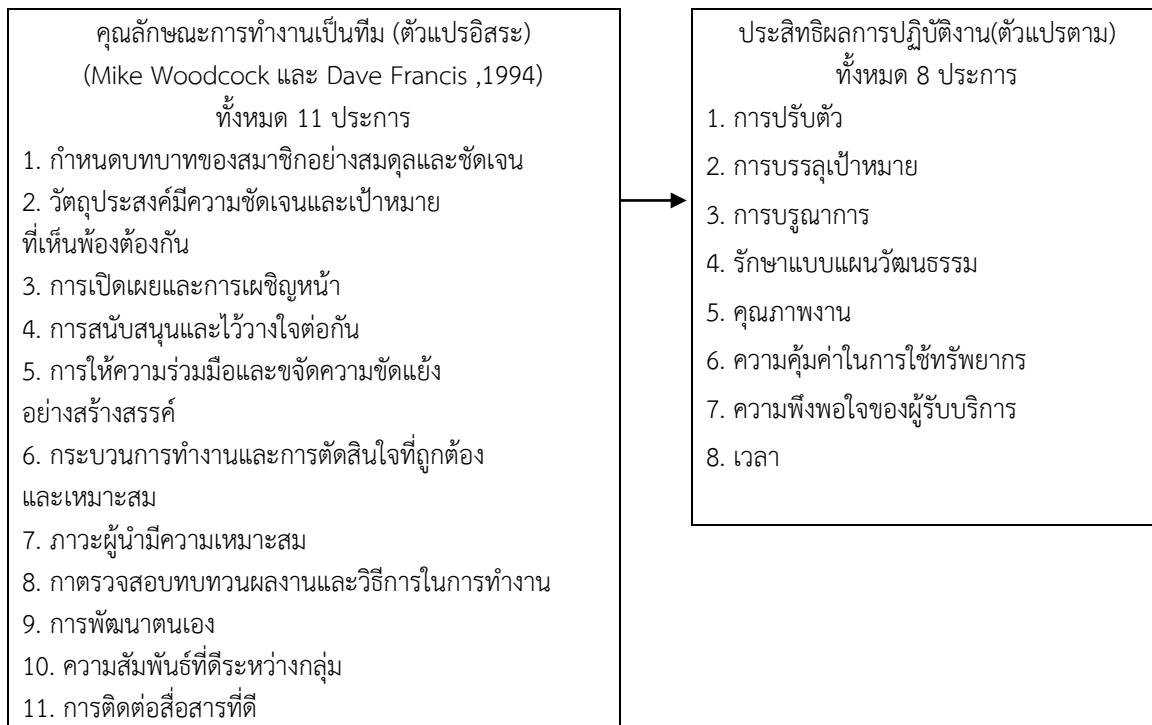 คุณลักษณะการทำงานเป็นทีม (ตัวแปรอิสระ)
(Mike Woodcock และ Dave Francis ,1994)
ทั้งหมด 11 ประการ
1. กำหนดบทบาทของสมาชิกอย่างสมดุลและชัดเจน
2. วัตถุประสงค์มีความชัดเจนและเป้าหมาย
ที่เห็นพ้องต้องกัน
3. การเปิดเผยและการเผชิญหน้า
4. การสนับสนุนและไว้วางใจต่อกัน
5. การให้ความร่วมมือและขจัดความขัดแย้ง
อย่างสร้างสรรค์
6. กระบวนการทำงานและการตัดสินใจที่ถูกต้อง
และเหมาะสม
7. ภาวะผู้นำมีความเหมาะสม
8. กาตรวจสอบทบทวนผลงานและวิธีการในการทำงาน
9. การพัฒนาตนเอง
10. ความสัมพันธ์ที่ดีระหว่างกลุ่ม
11. การติดต่อสื่อสารที่ดี
ประสิทธิผลการปฏิบัติงาน(ตัวแปรตาม)
ทั้งหมด 8 ประการ
1. การปรับตัว
2. การบรรลุเป้าหมาย
3. การบรูณาการ
4. รักษาแบบแผนวัฒนธรรม
5. คุณภาพงาน
6. ความคุ้มค่าในการใช้ทรัพยากร
7. ความพึงพอใจของผู้รับบริการ
8. เวลา